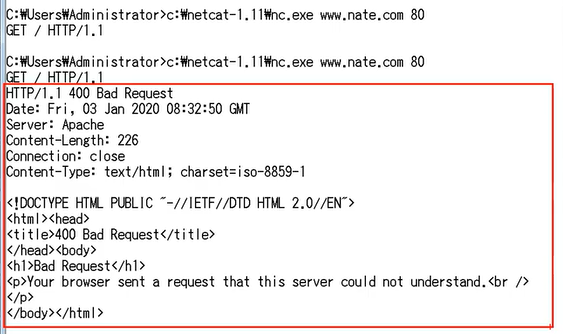 C:₩Users₩Administrator>c:₩netcat-1.11₩nc.exe www.nate.com 80
GET / HTTP/1.1
C:₩Users₩Administrator>c:₩netcat-1.11₩nc.exe www.nate.com 80
GET / HTTP/1.1
HTTP/1.1 400 Bad Request
Date: Fri, 03 Jan 2020 08:32:50 GMT
Server: Apache
Content-Length: 226
Connection: close
Content-Type: text/html; charset=iso-8859-1
<!DOCTYPE HTML PUBLIC "-//IETF//DTD HTML 2.0//EN">
<html><head>
<title>400 Bad Request</title>
</head><body>
<h1>Bad Request</h1>
<p>Your browser sent a request that this server could not understand.<br />
</p>
</body></html>